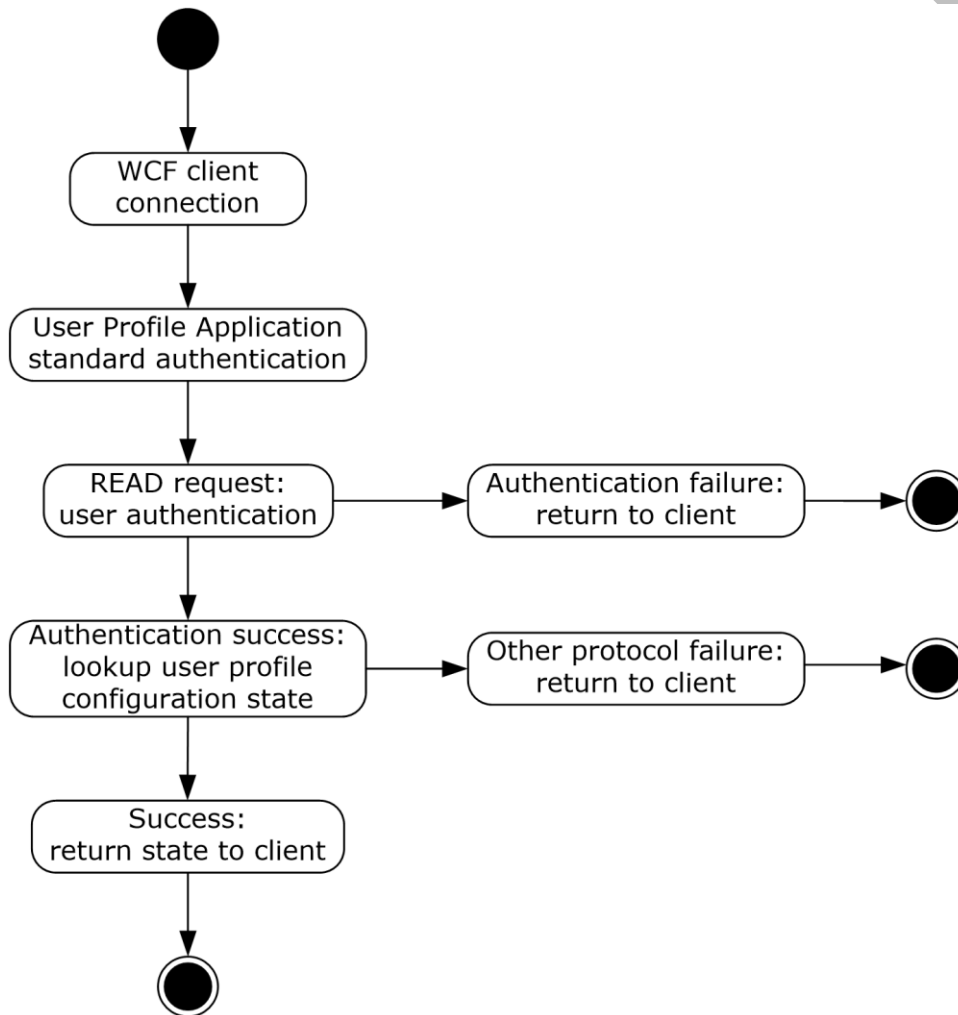 WCF client
connection
User Profile Application
standard authentication
READ request:
user authentication
Authentication failure:
return to client
Authentication success:
lookup user profile
configuration state
Other protocol failure:
return to client
Success:
return state to client